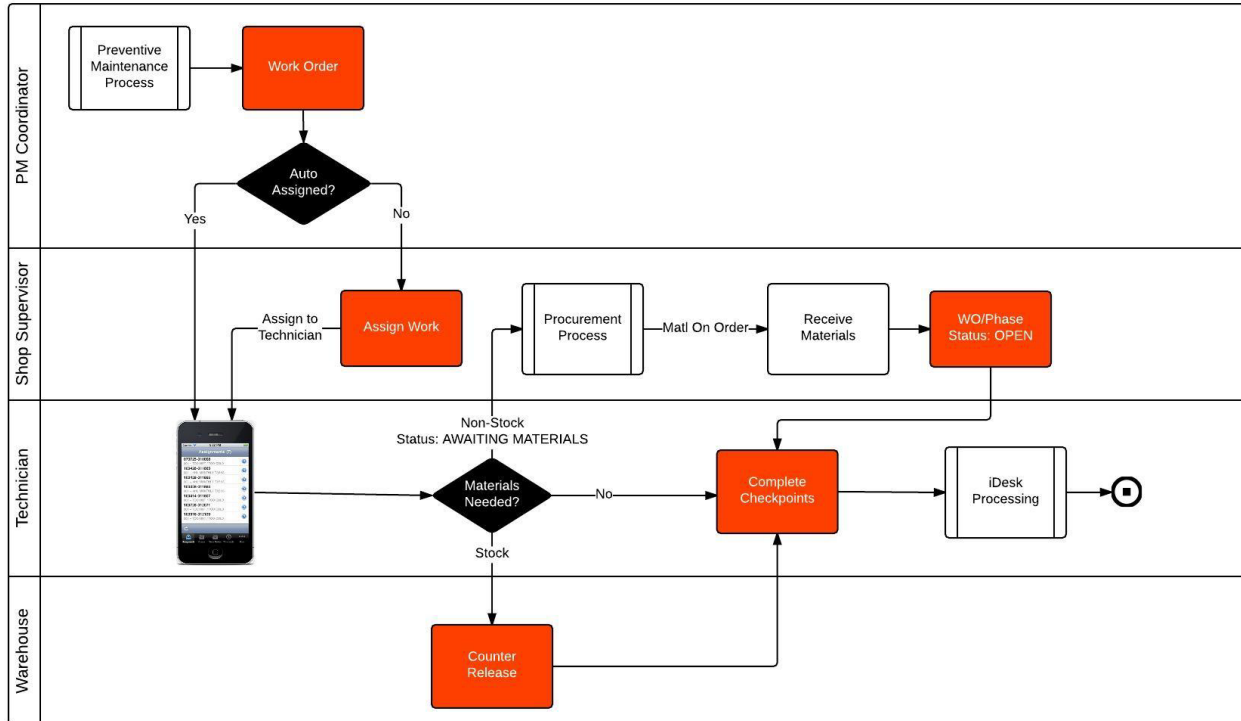 PM Coordinator
Preventive
Maintenance
Process
Work Order
Auto
Assigned?
Yes
No
Shop Supervisor
Assign to
Technician
Assign Work
Procurement
Process
Matl On Order
Receive
Materials
WO/Phase
Status: OPEN
Technician
Non-Stock
Status: AWAITING MATERIALS
Materials
Needed?
No
Complete
Checkpoints
iDesk
Processing
Stock
Warehouse
Counter
Release